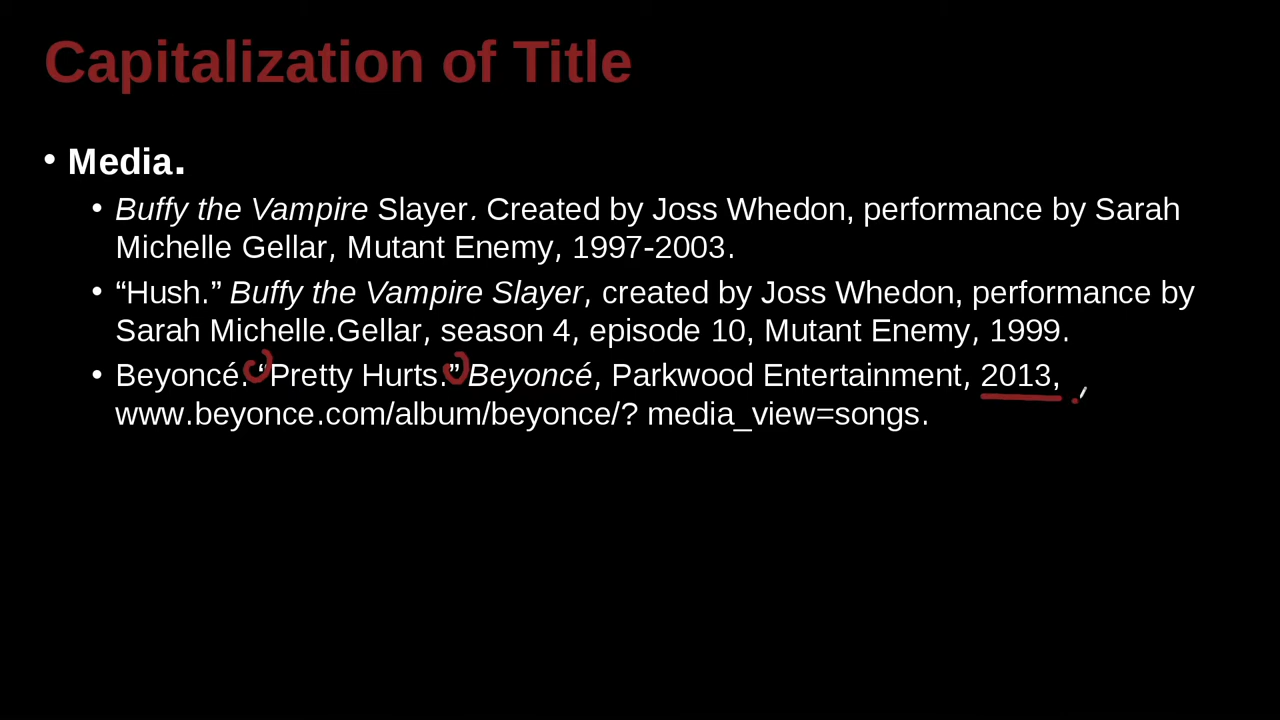 Capitalization of Title
• Media.
• Buffy the Vampire Slayer. Created by Joss Whedon, performance by Sarah
Michelle Gellar, Mutant Enemy, 1997-2003.
• “Hush.” Buffy the Vampire Slayer, created by Joss Whedon, performance by
Sarah Michelle.Gellar, season 4, episode 10, Mutant Enemy, 1999.
• Beyoncé. “Pretty Hurts.” Beyoncé, Parkwood Entertainment, 2013,
www.beyonce.com/album/beyonce/? media_view=songs.